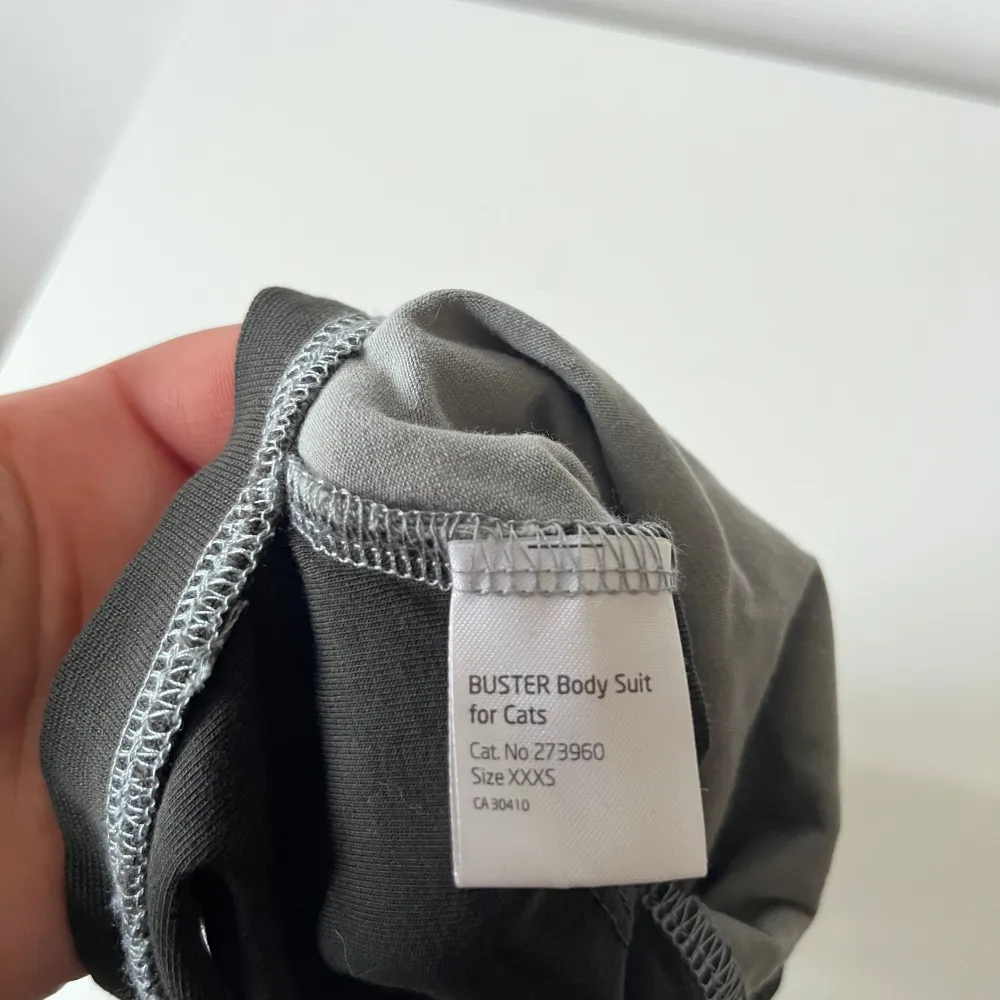 BUSTER Body Suit
for Cats
Cat. No 273960
Size XXXS
CA 30410